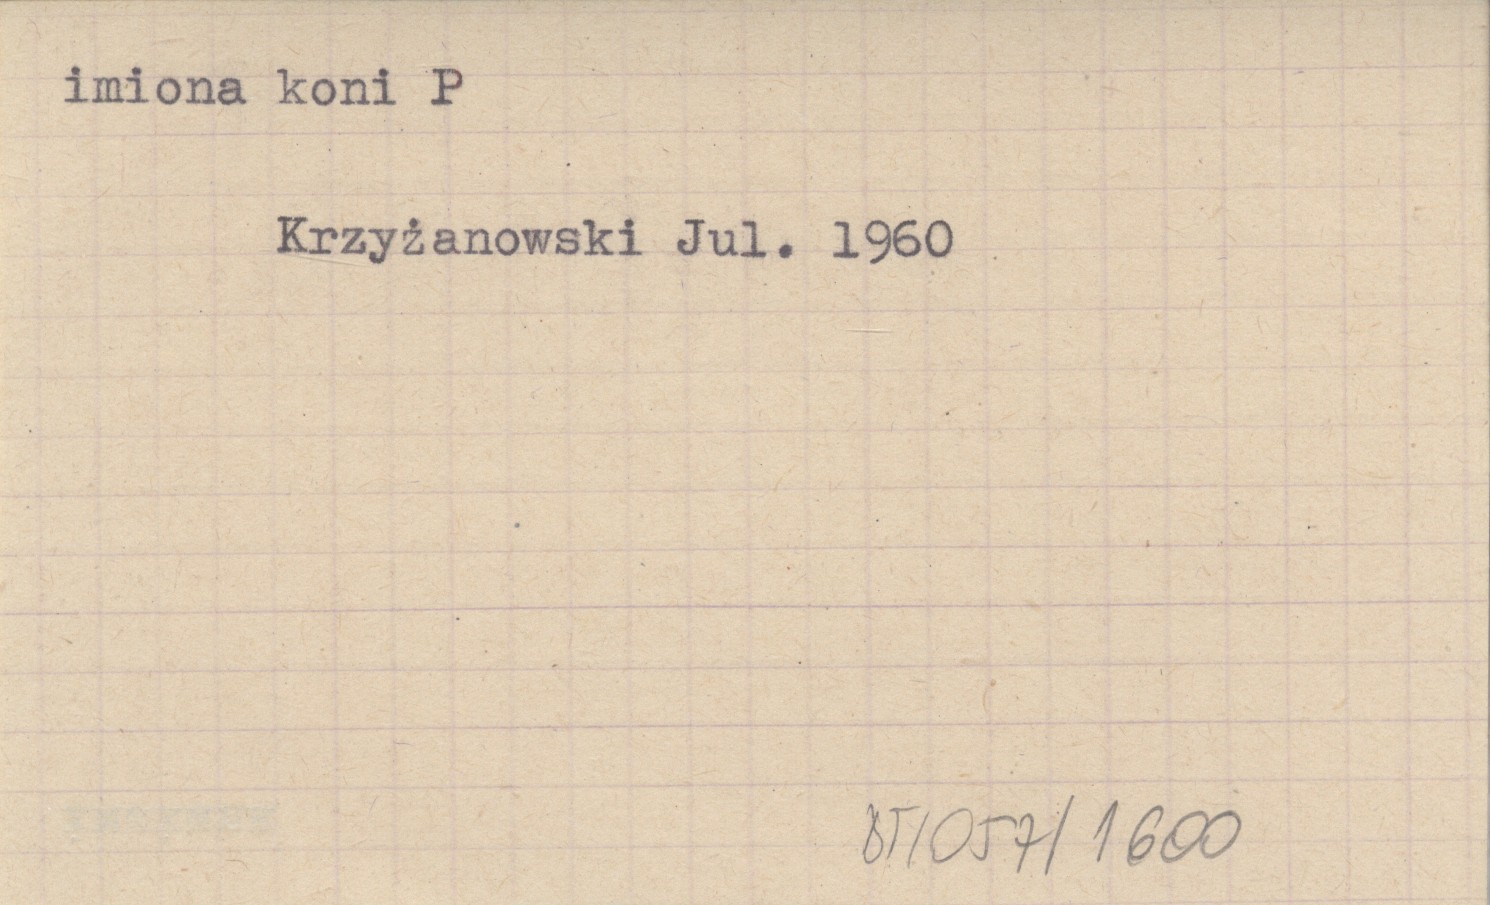 imiona koni P
Krzyżanowski Jul. 1960
BT/057/1600